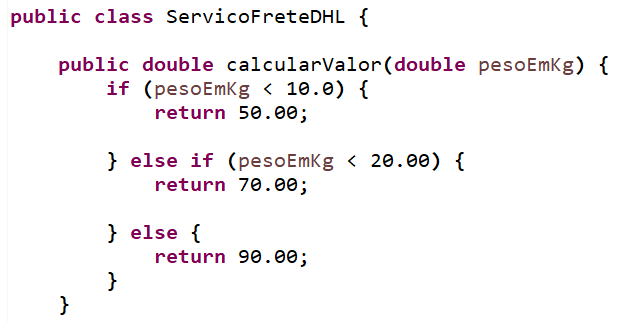 public class ServicoFreteDHL {
public double calcularValor(double pesoEmKg) {
if (pesoEmKg < 10.0) {
return 50.00;
} else if (pesoEmKg < 20.00) {
return 70.00;
} else {
return 90.00;
}
}